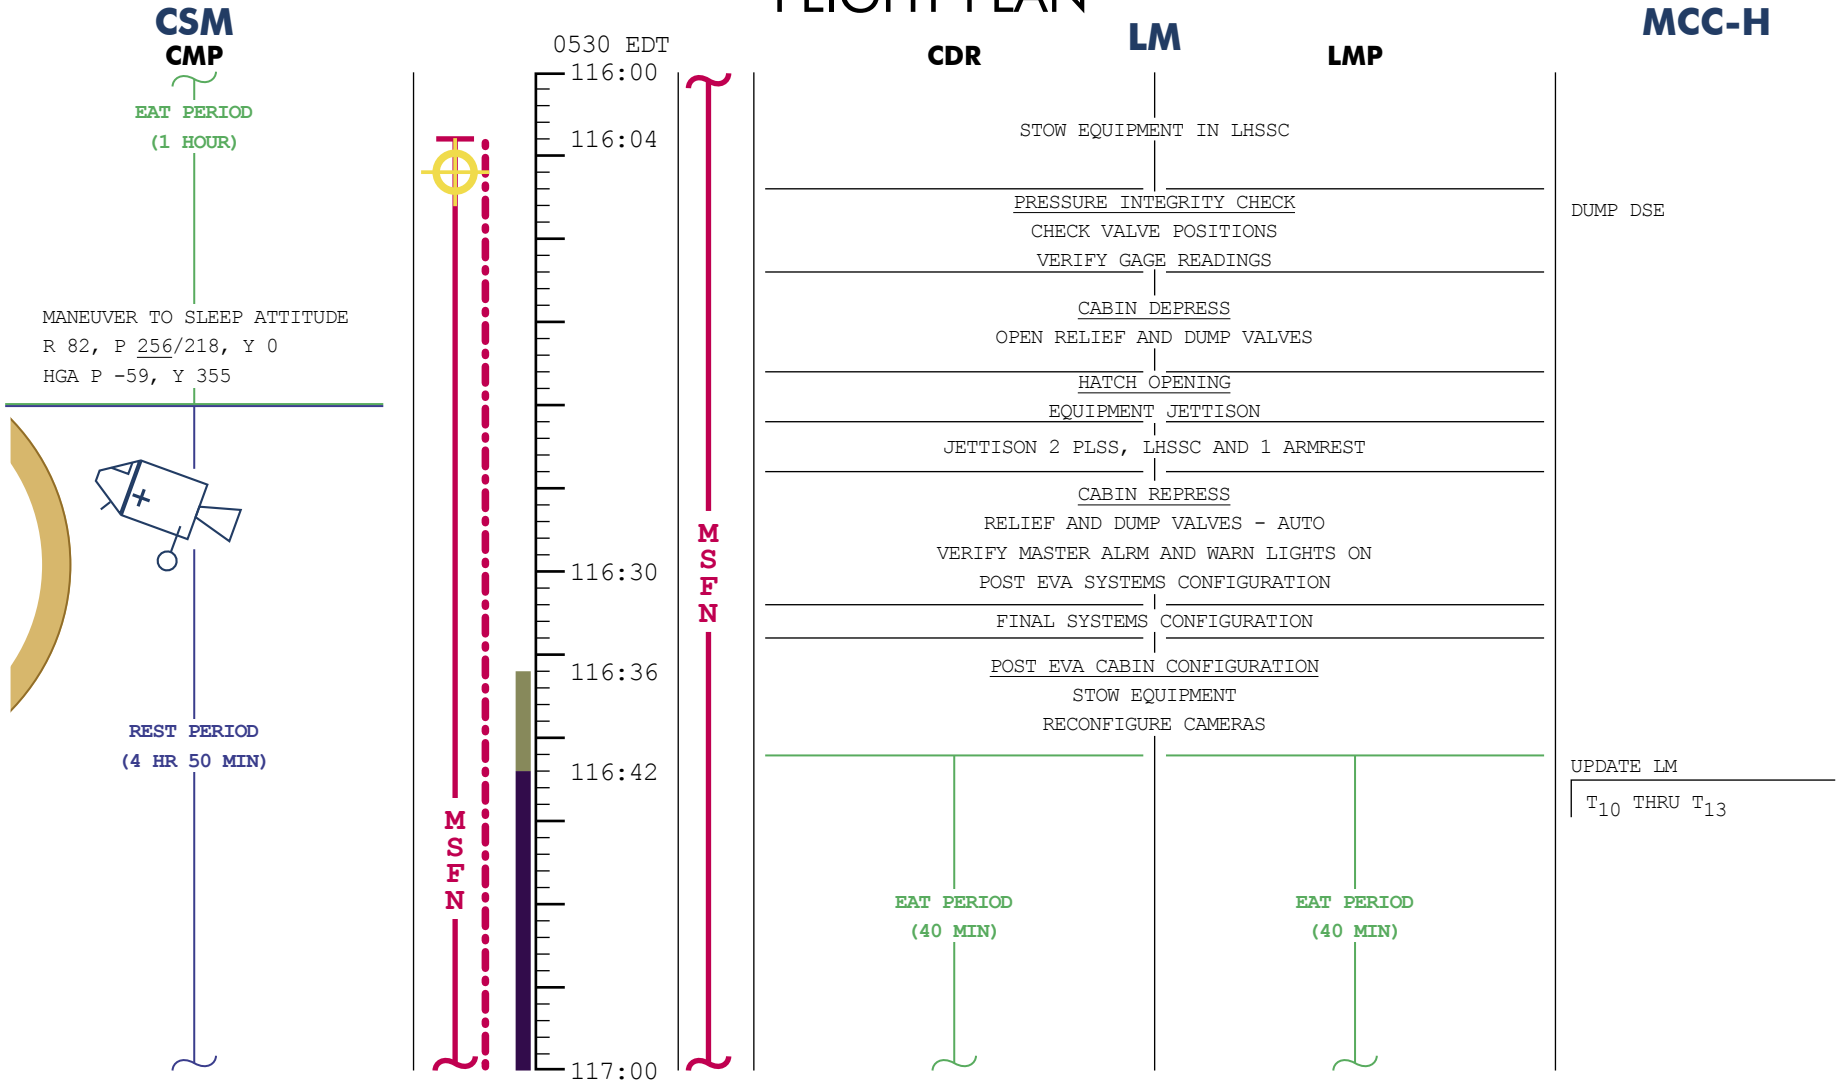 FLIGHT PLAN
CSM
CMP
0530 EDT
LM
CDR
LMP
MCC-H
116:00
116:04
116:30
116:36
116:42
117:00
EAT PERIOD
(1 HOUR)
MANEUVER TO SLEEP ATTITUDE
R 82, P 256/218, Y 0
HGA P -59, Y 355
REST PERIOD
(4 HR 50 MIN)
MSFN
MSFN
STOW EQUIPMENT IN LHSSC
PRESSURE INTEGRITY CHECK
CHECK VALVE POSITIONS
VERIFY GAGE READINGS
CABIN DEPRESS
OPEN RELIEF AND DUMP VALVES
HATCH OPENING
EQUIPMENT JETTISON
JETTISON 2 PLSS, LHSSC AND 1 ARMREST
CABIN REPRESS
RELIEF AND DUMP VALVES - AUTO
VERIFY MASTER ALRM AND WARN LIGHTS ON
POST EVA SYSTEMS CONFIGURATION
FINAL SYSTEMS CONFIGURATION
POST EVA CABIN CONFIGURATION
STOW EQUIPMENT
RECONFIGURE CAMERAS
EAT PERIOD
(40 MIN)
EAT PERIOD
(40 MIN)
DUMP DSE
UPDATE LM
T10 THRU T13